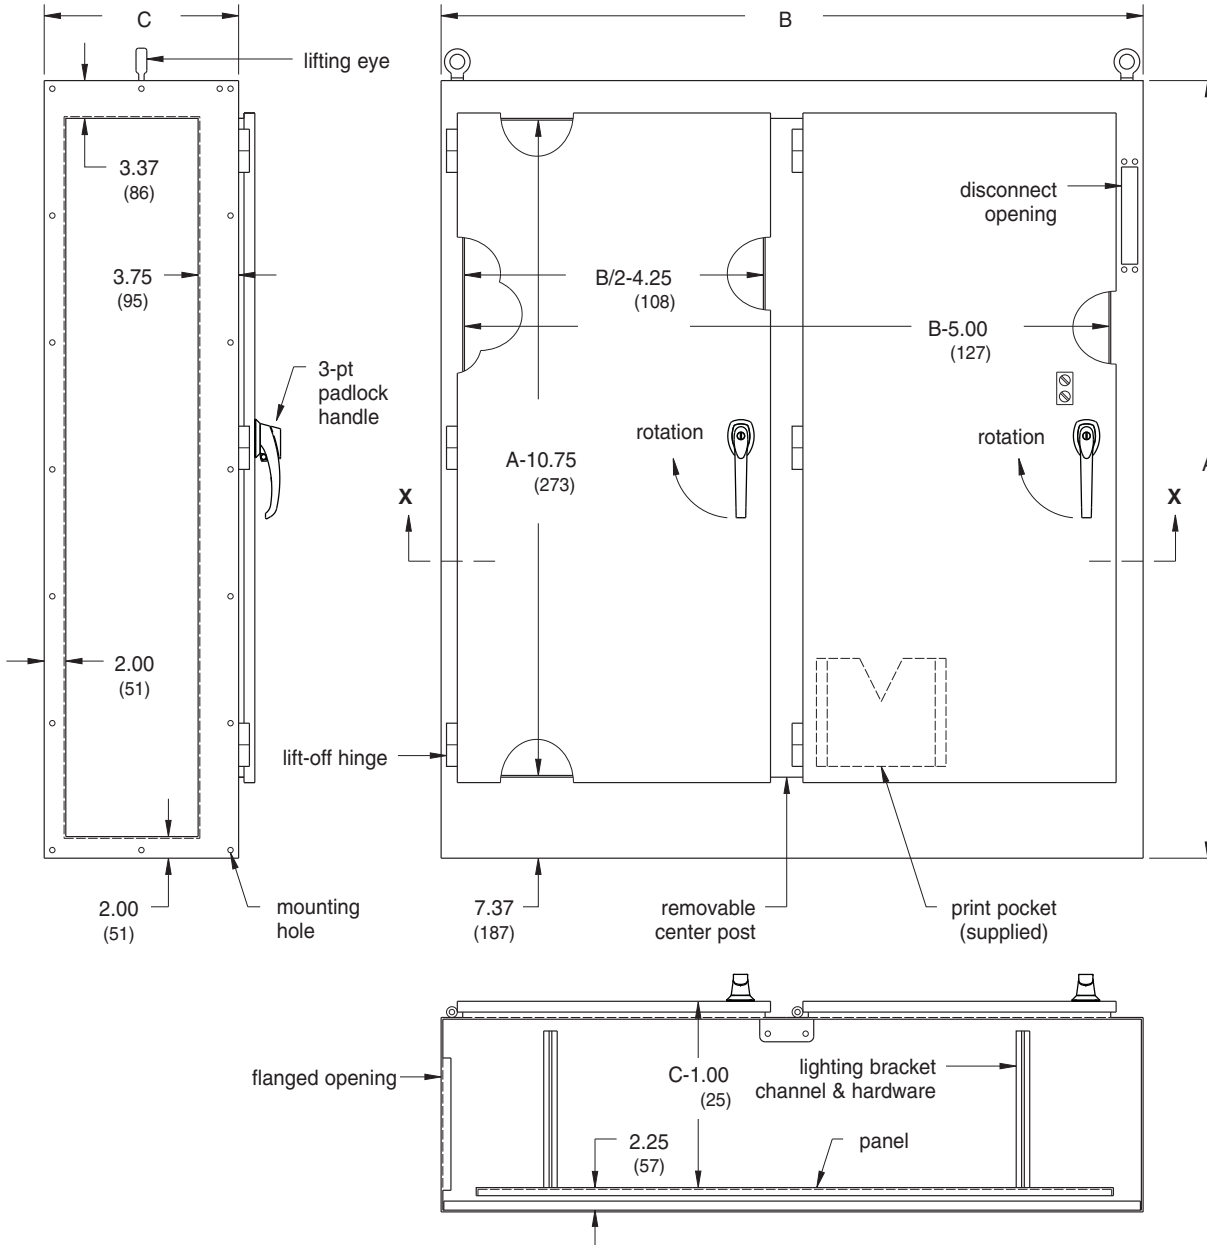 C
B
lifting eye
3.37
(86)
disconnect
opening
3.75
(95)
B/2-4.25
(108)
B-5.00
(127)
3-pt
padlock
handle
rotation
rotation
A-10.75
(273)
A
X
X
2.00
(51)
lift-off hinge
2.00
(51)
mounting
hole
7.37
(187)
removable
center post
print pocket
(supplied)
flanged opening
C-1.00
(25)
lighting bracket
channel & hardware
2.25
(57)
panel